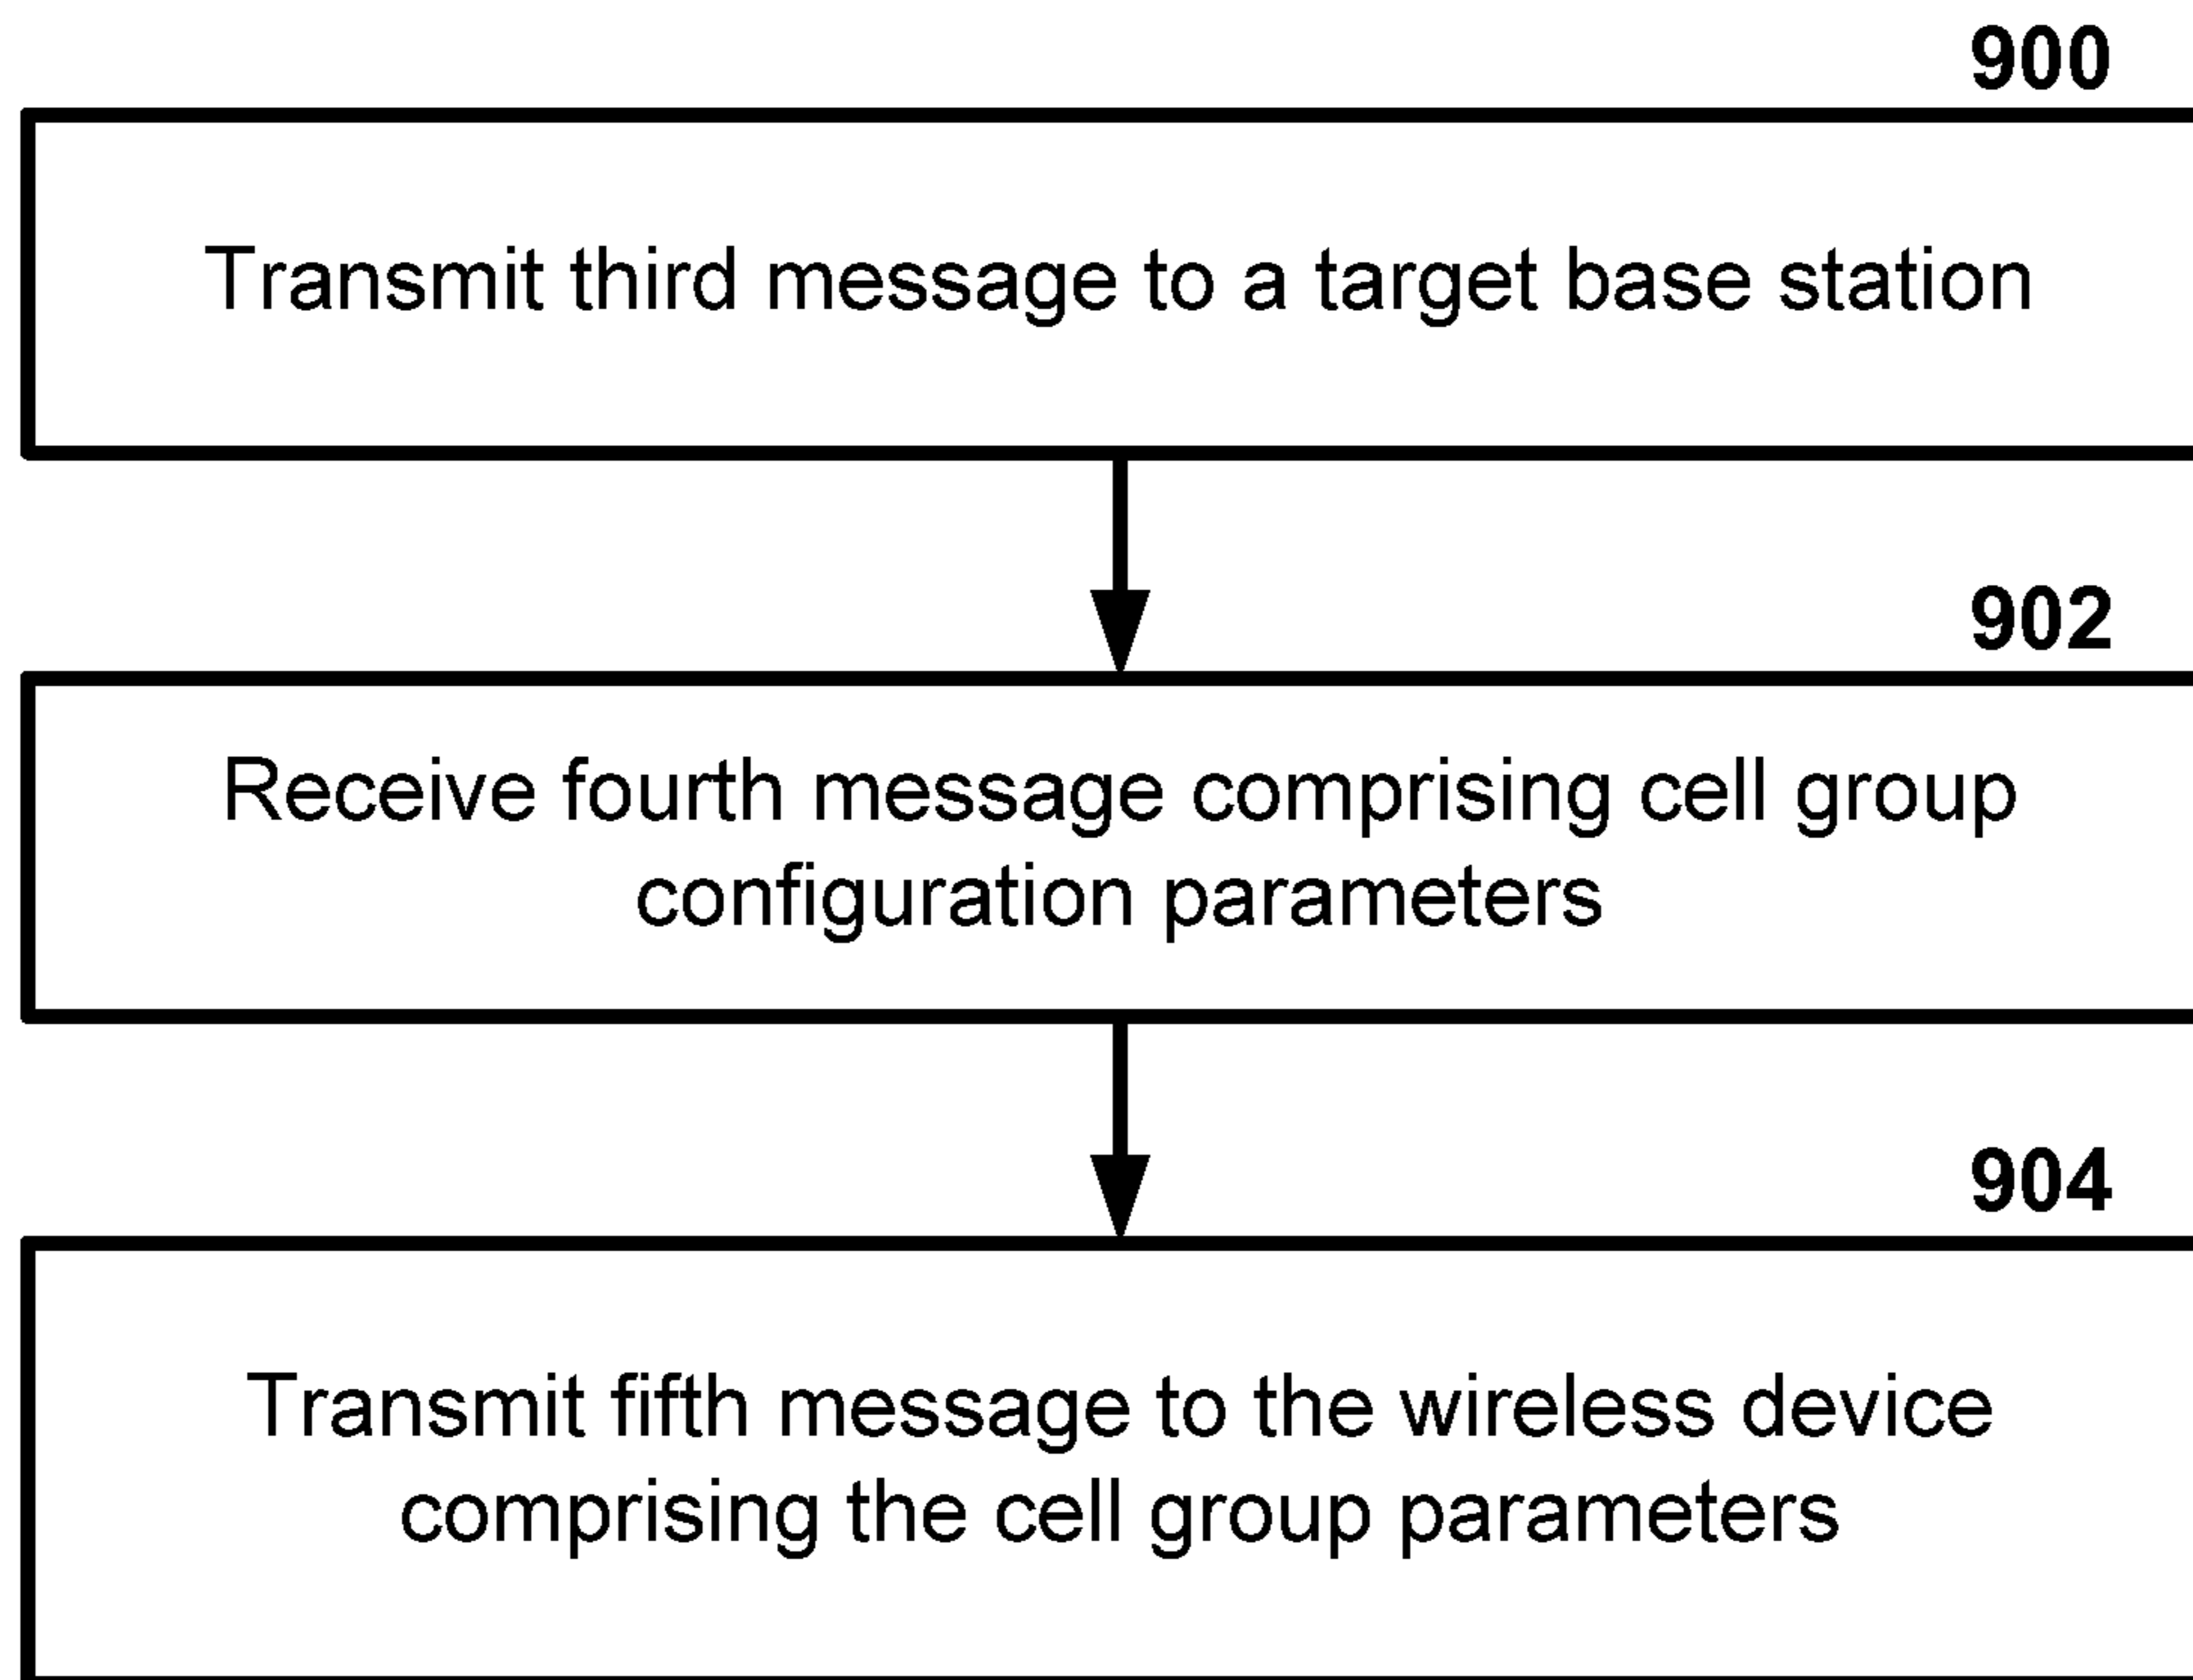 900
Transmit third message to a target base station
902
Receive fourth message comprising cell group
configuration parameters
904
Transmit fifth message to the wireless device
comprising the cell group parameters